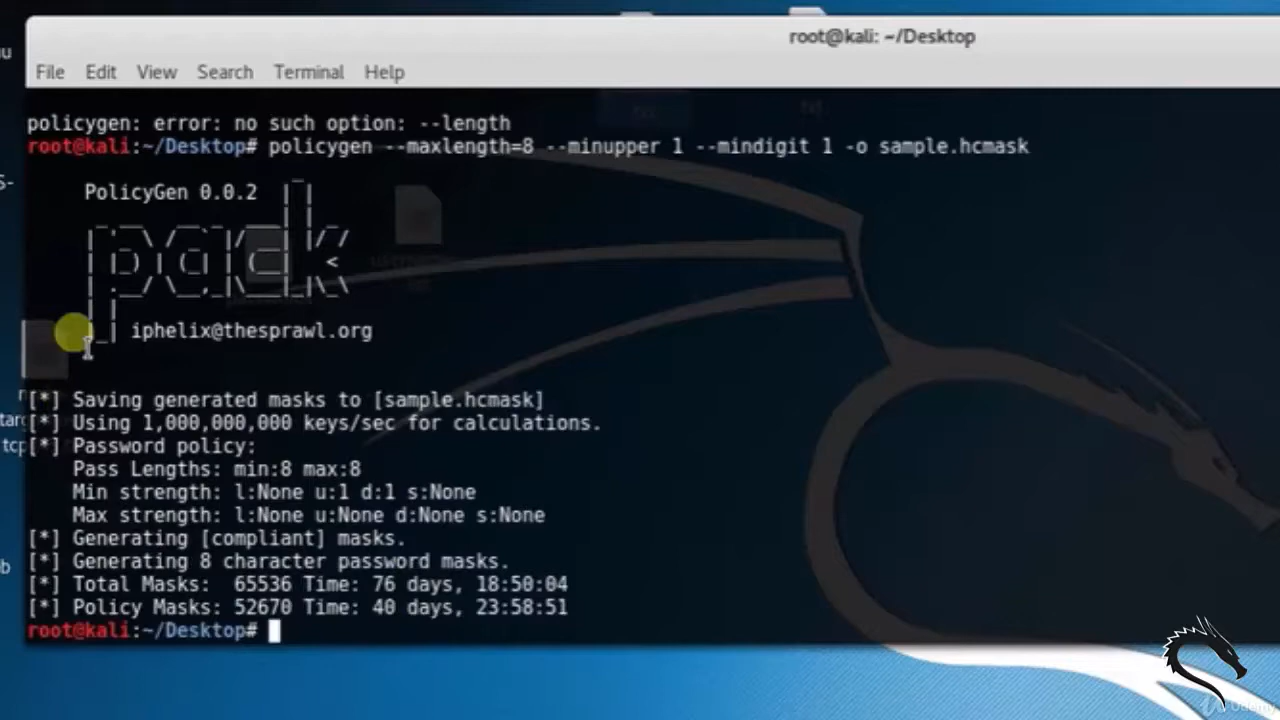 root@kali: ~/Desktop
File Edit View Search Terminal Help
policygen: error: no such option: --length
root@kali:~/Desktop# policygen --maxlength=8 --minupper 1 --mindigit 1 -o sample.hcmask
PolicyGen 0.0.2
pack
iphelix@thesprawl.org
[*] Saving generated masks to [sample.hcmask]
[*] Using 1,000,000,000 keys/sec for calculations.
[*] Password policy:
Pass Lengths: min:8 max:8
Min strength: l:None u:1 d:1 s:None
Max strength: l:None u:None d:None s:None
[*] Generating [compliant] masks.
[*] Generating 8 character password masks.
[*] Total Masks:  65536 Time: 76 days, 18:50:04
[*] Policy Masks: 52670 Time: 40 days, 23:58:51
root@kali:~/Desktop#
Udemy